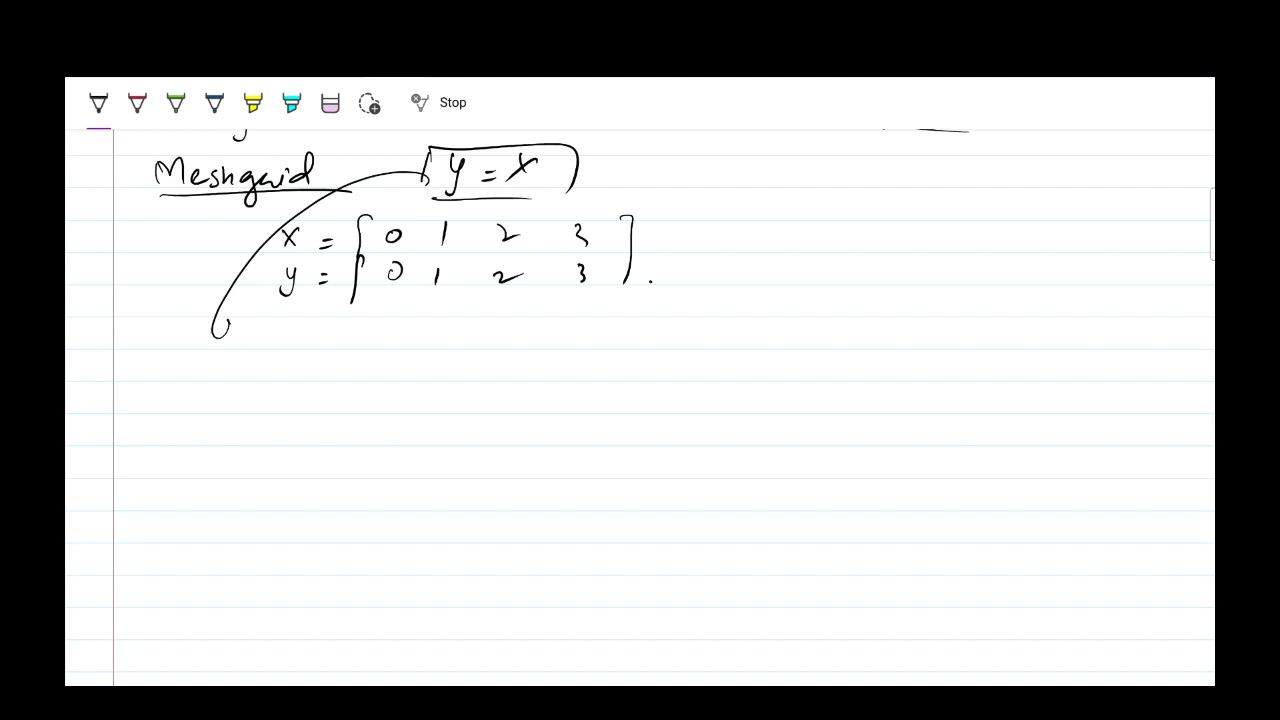 Stop
Meshgrid y = x
x = [ 0 1 2 3 ]
y = [ 0 1 2 3 ] .